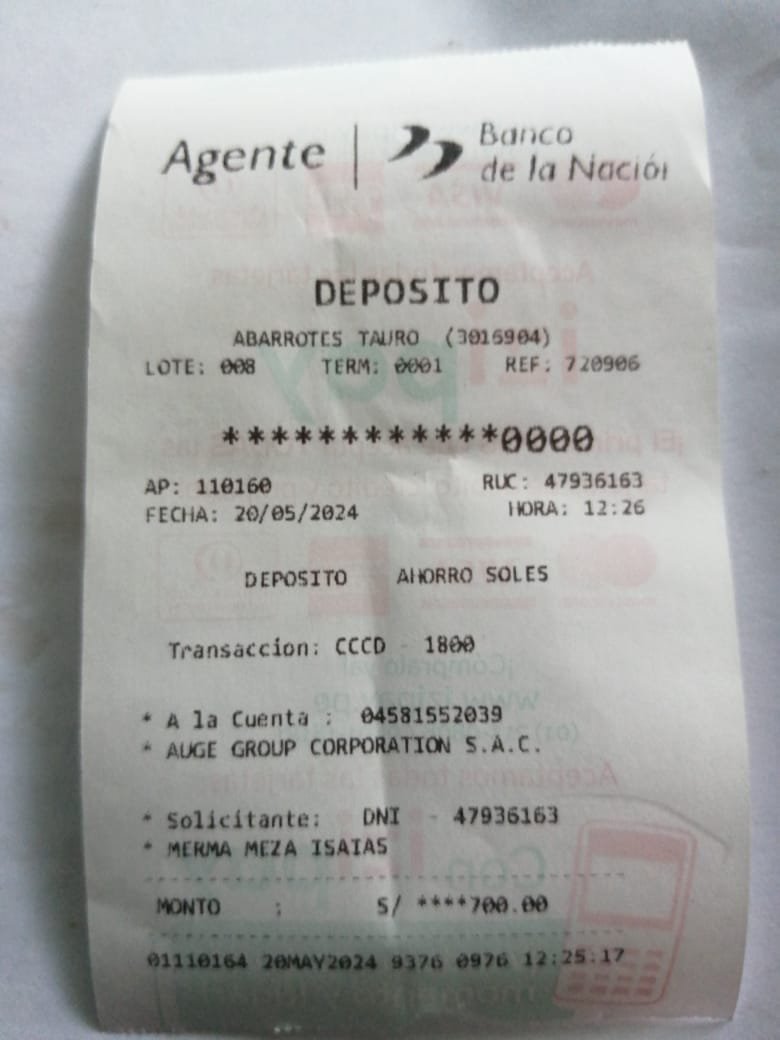 Agente | Banco
de la Nación
DEPOSITO
ABARROTES TAURO (3016904)
LOTE: 008 TERM: 0001 REF: 720906
************0000
AP: 110160 RUC: 47936163
FECHA: 20/05/2024 HORA: 12:26
DEPOSITO AHORRO SOLES
Transaccion: CCCD - 1800
* A la Cuenta : 04581552039
* AUGE GROUP CORPORATION S.A.C.
* Solicitante: DNI - 47936163
* MERMA MEZA ISAIAS
MONTO : S/ ****700.00
01110164 20MAY2024 9376 0976 12:25:17